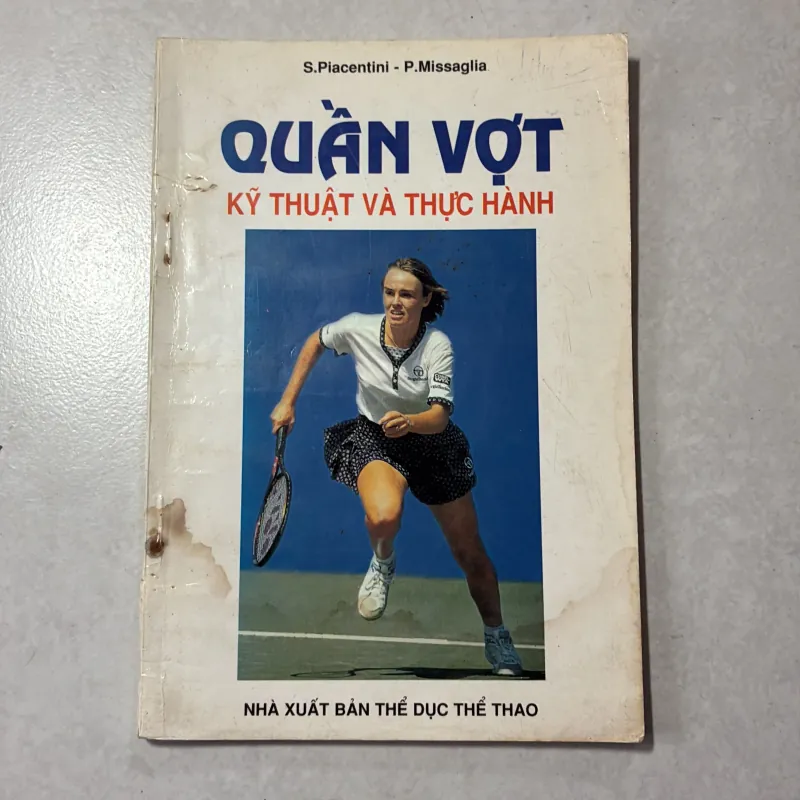 S.Piacentini - P.Missaglia
QUẦN VỢT
KỸ THUẬT VÀ THỰC HÀNH
NHÀ XUẤT BẢN THỂ DỤC THỂ THAO